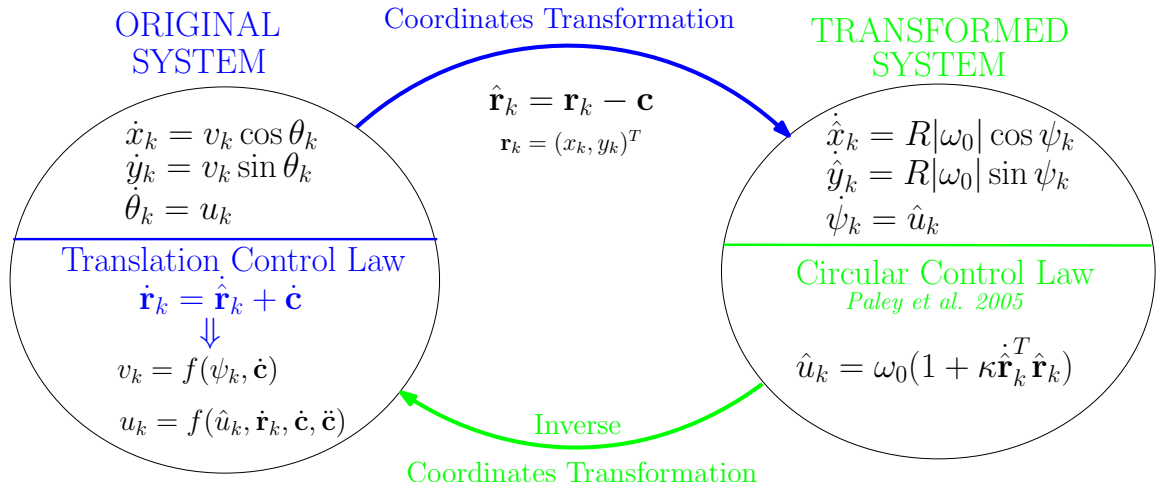 ORIGINAL
SYSTEM
ẋ_k = v_k cos θ_k
ẏ_k = v_k sin θ_k
θ̇_k = u_k
Translation Control Law
ṙ_k = r̂̇_k + ċ
⇓
v_k = f(ψ_k, ċ)
u_k = f(û_k, ṙ_k, ċ, c̈)
Coordinates Transformation
r̂_k = r_k − c
r_k = (x_k, y_k)^T
TRANSFORMED
SYSTEM
x̂̇_k = R|ω_0| cos ψ_k
ŷ̇_k = R|ω_0| sin ψ_k
ψ̇_k = û_k
Circular Control Law
Paley et al. 2005
û_k = ω_0(1 + κr̂̇_k^T r̂_k)
Inverse
Coordinates Transformation